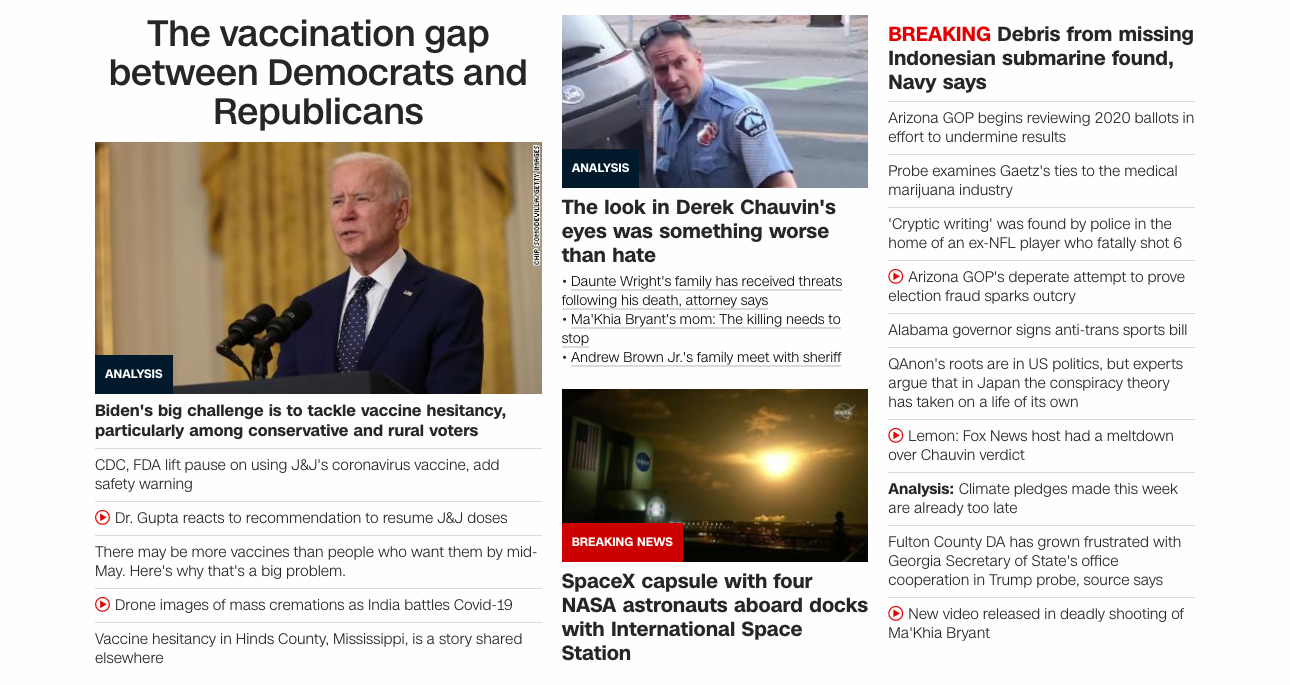 The vaccination gap
between Democrats and
Republicans
CHIP SOMODEVILLA/GETTY IMAGES
ANALYSIS
Biden's big challenge is to tackle vaccine hesitancy,
particularly among conservative and rural voters
CDC, FDA lift pause on using J&J's coronavirus vaccine, add
safety warning
Dr. Gupta reacts to recommendation to resume J&J doses
There may be more vaccines than people who want them by mid-
May. Here's why that's a big problem.
Drone images of mass cremations as India battles Covid-19
Vaccine hesitancy in Hinds County, Mississippi, is a story shared
elsewhere
ANALYSIS
The look in Derek Chauvin's
eyes was something worse
than hate
• Daunte Wright's family has received threats
following his death, attorney says
• Ma'Khia Bryant's mom: The killing needs to
stop
• Andrew Brown Jr.'s family meet with sheriff
NASA
BREAKING NEWS
SpaceX capsule with four
NASA astronauts aboard docks
with International Space
Station
BREAKING Debris from missing
Indonesian submarine found,
Navy says
Arizona GOP begins reviewing 2020 ballots in
effort to undermine results
Probe examines Gaetz's ties to the medical
marijuana industry
'Cryptic writing' was found by police in the
home of an ex-NFL player who fatally shot 6
Arizona GOP's deperate attempt to prove
election fraud sparks outcry
Alabama governor signs anti-trans sports bill
QAnon's roots are in US politics, but experts
argue that in Japan the conspiracy theory
has taken on a life of its own
Lemon: Fox News host had a meltdown
over Chauvin verdict
Analysis: Climate pledges made this week
are already too late
Fulton County DA has grown frustrated with
Georgia Secretary of State's office
cooperation in Trump probe, source says
New video released in deadly shooting of
Ma'Khia Bryant